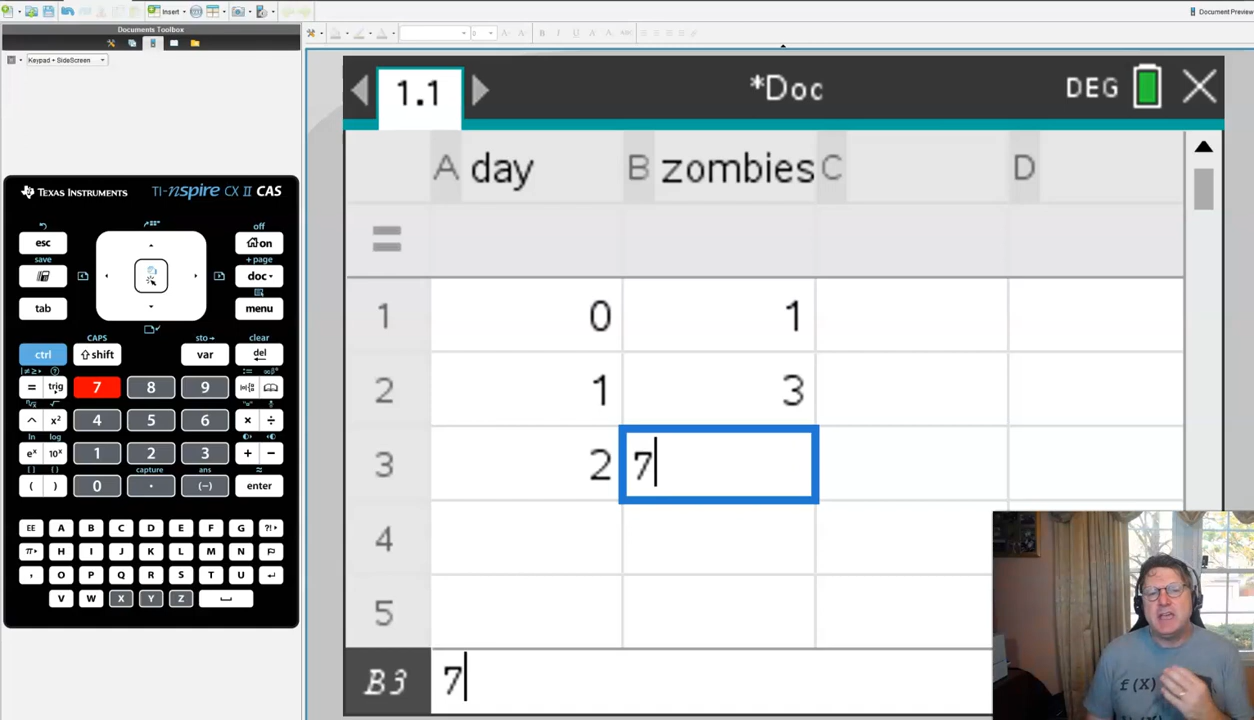 Insert
Document Preview
Documents Toolbox
Keypad + SideScreen
1.1
*Doc
DEG
A day
B zombies
C
D
=
1 0 1
2 1 3
3 2 7
4
5
B3 7
TEXAS INSTRUMENTS TI-nspire CX II CAS
off
esc
on
save
+ page
doc
tab
menu
CAPS
sto→
clear
ctrl
shift
var
del
= trig 7 8 9
^ x² 4 5 6 × ÷
ln log
eˣ 10ˣ 1 2 3 + −
capture
ans
( ) 0 . (−) enter
EE A B C D E F G ?!
π H I J K L M N
, O P Q R S T U
V W X Y Z
f(X)